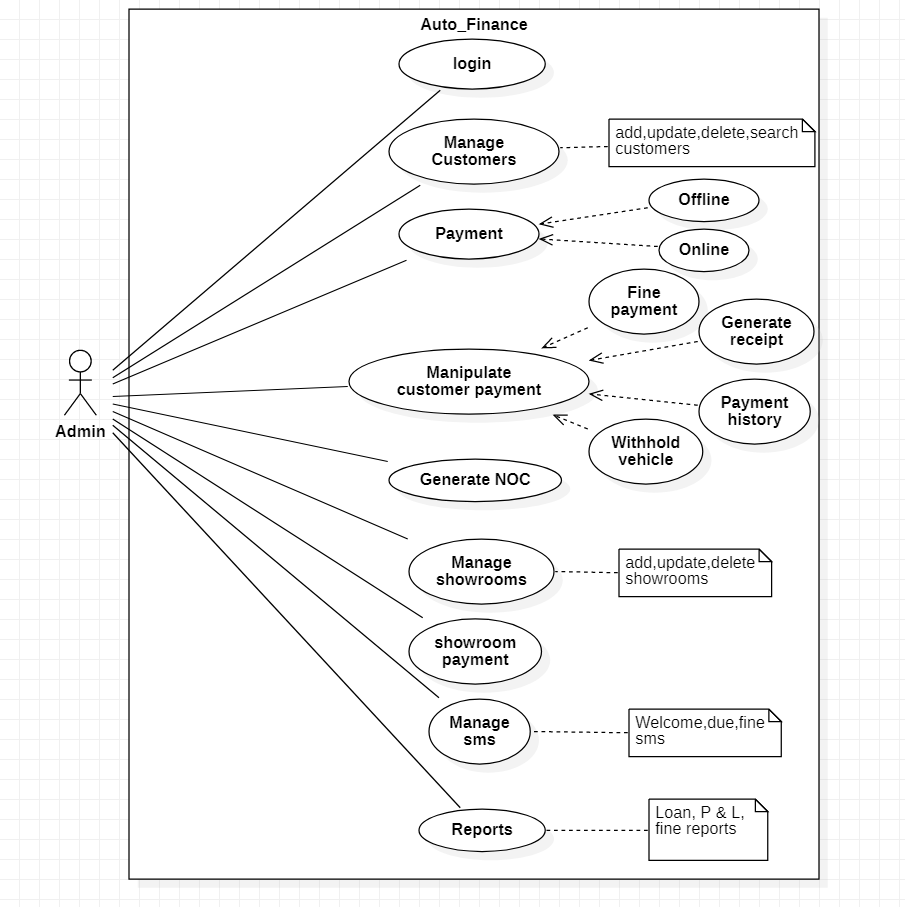 Auto_Finance
login
Manage
Customers
add,update,delete,search
customers
Offline
Payment
Online
Fine
payment
Generate
receipt
Manipulate
customer payment
Payment
history
Admin
Withhold
vehicle
Generate NOC
Manage
showrooms
add,update,delete
showrooms
showroom
payment
Manage
sms
Welcome,due,fine
sms
Reports
Loan, P & L,
fine reports